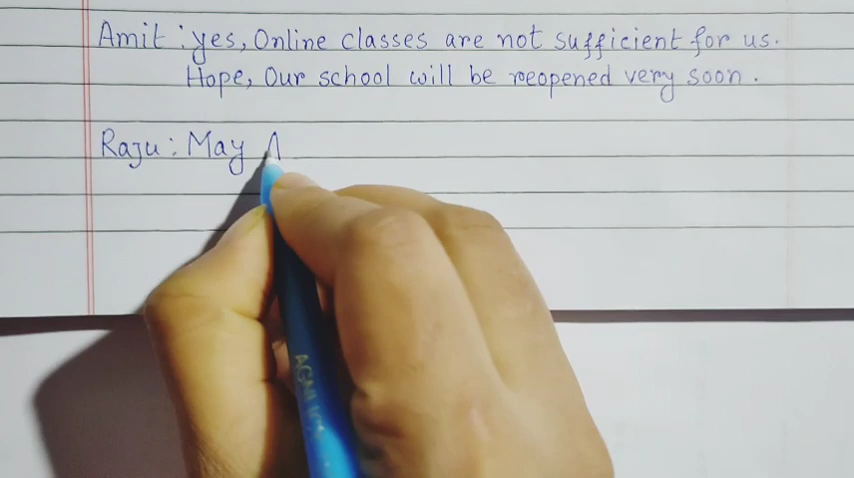 Amit : yes, Online classes are not sufficient for us.
Hope, Our school will be reopened very soon.
Raju : May